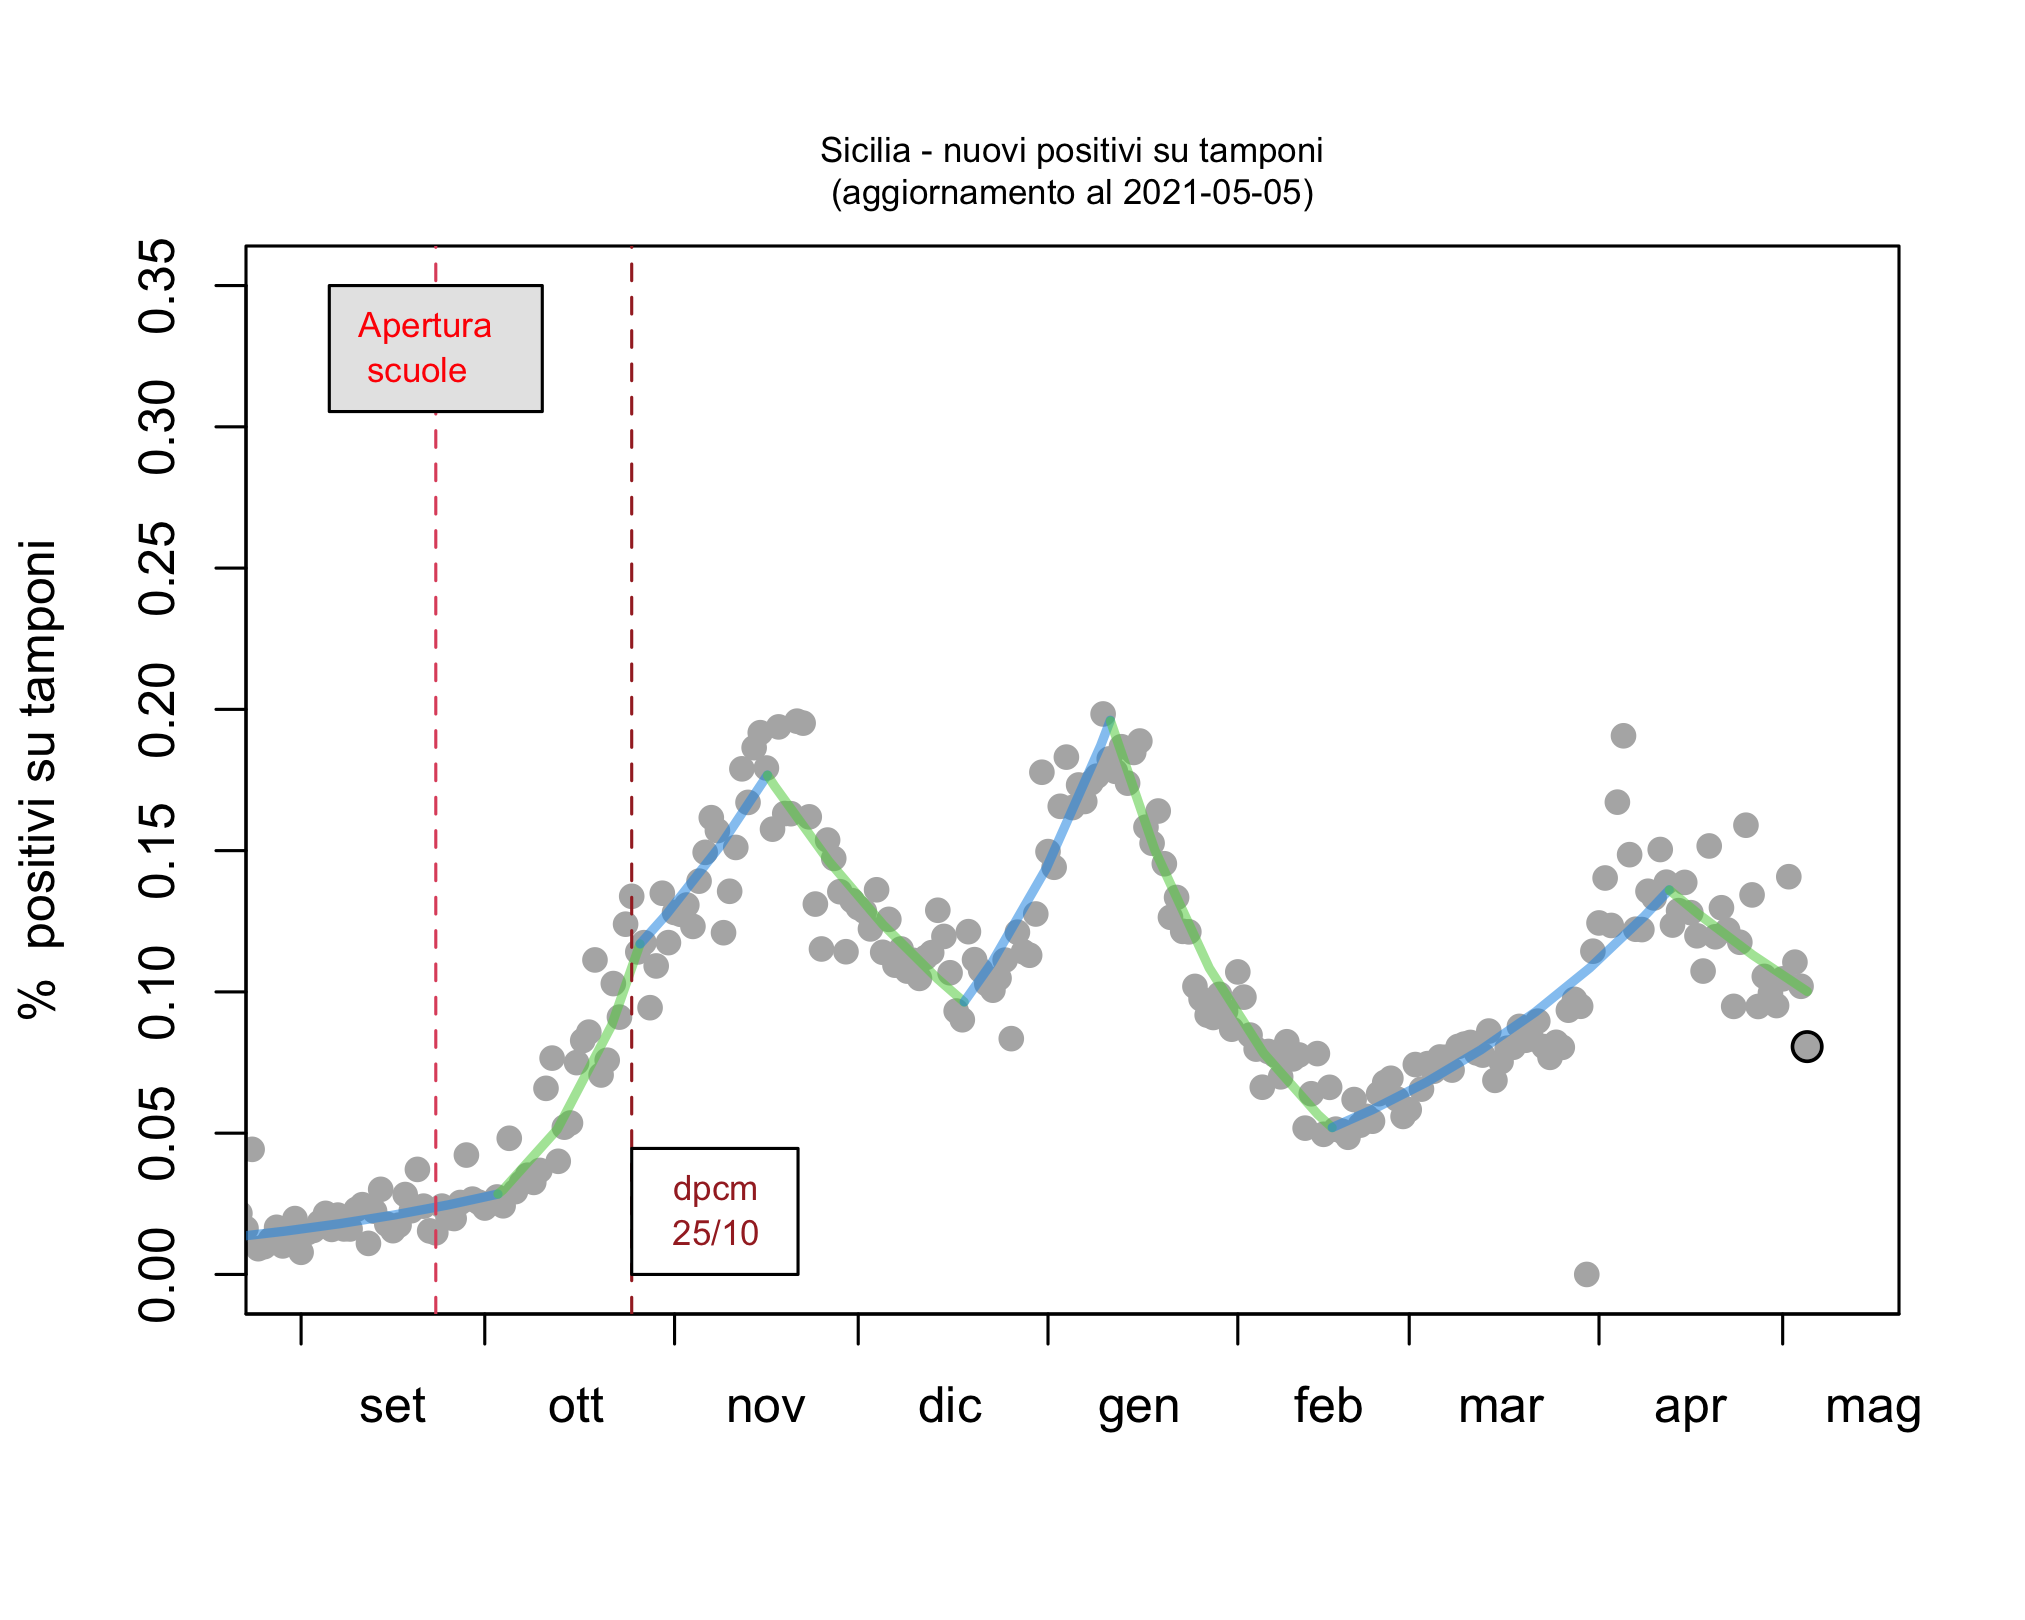 Sicilia - nuovi positivi su tamponi
(aggiornamento al 2021-05-05)
% positivi su tamponi
0.35
0.30
0.25
0.20
0.15
0.10
0.05
0.00
Apertura
scuole
dpcm
25/10
set ott nov dic gen feb mar apr mag